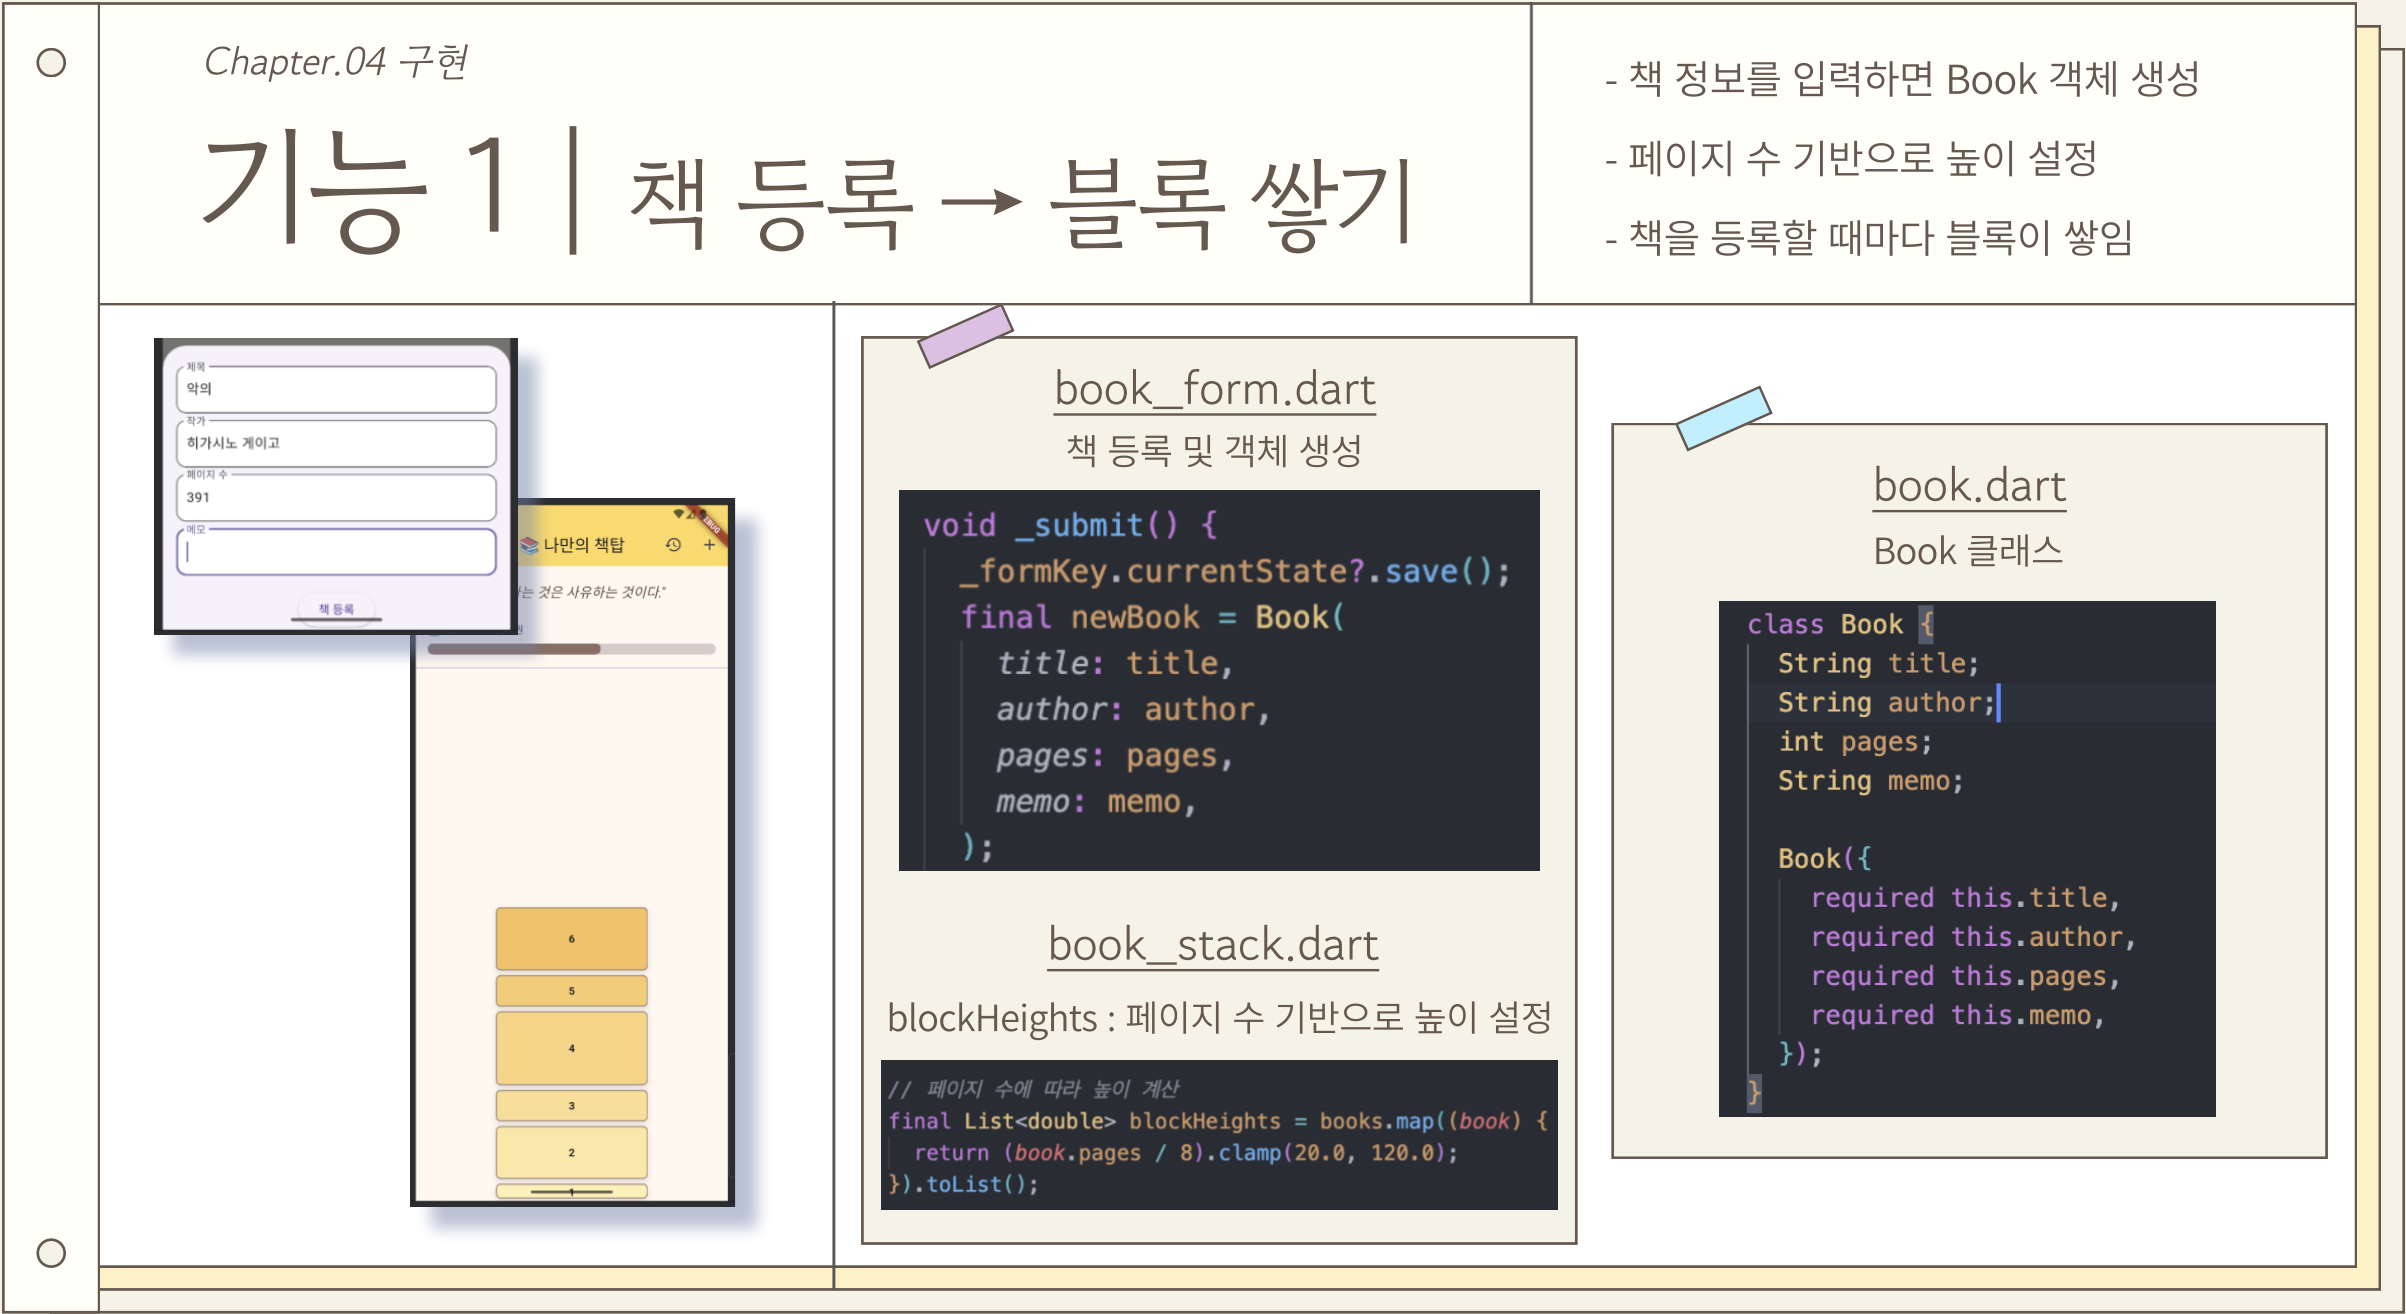 Chapter.04 구현
기능 1 | 책 등록 → 블록 쌓기
- 책 정보를 입력하면 Book 객체 생성
- 페이지 수 기반으로 높이 설정
- 책을 등록할 때마다 블록이 쌓임
제목
악의
작가
히가시노 게이고
페이지 수
391
메모
책 등록
📚 나만의 책탑
+
는 것은 사유하는 것이다."
6
5
4
3
2
1
book_form.dart
책 등록 및 객체 생성
void _submit() {
_formKey.currentState?.save();
final newBook = Book(
title: title,
author: author,
pages: pages,
memo: memo,
);
book_stack.dart
blockHeights : 페이지 수 기반으로 높이 설정
// 페이지 수에 따라 높이 계산
final List<double> blockHeights = books.map((book) {
return (book.pages / 8).clamp(20.0, 120.0);
}).toList();
book.dart
Book 클래스
class Book {
String title;
String author;
int pages;
String memo;
Book({
required this.title,
required this.author,
required this.pages,
required this.memo,
});
}